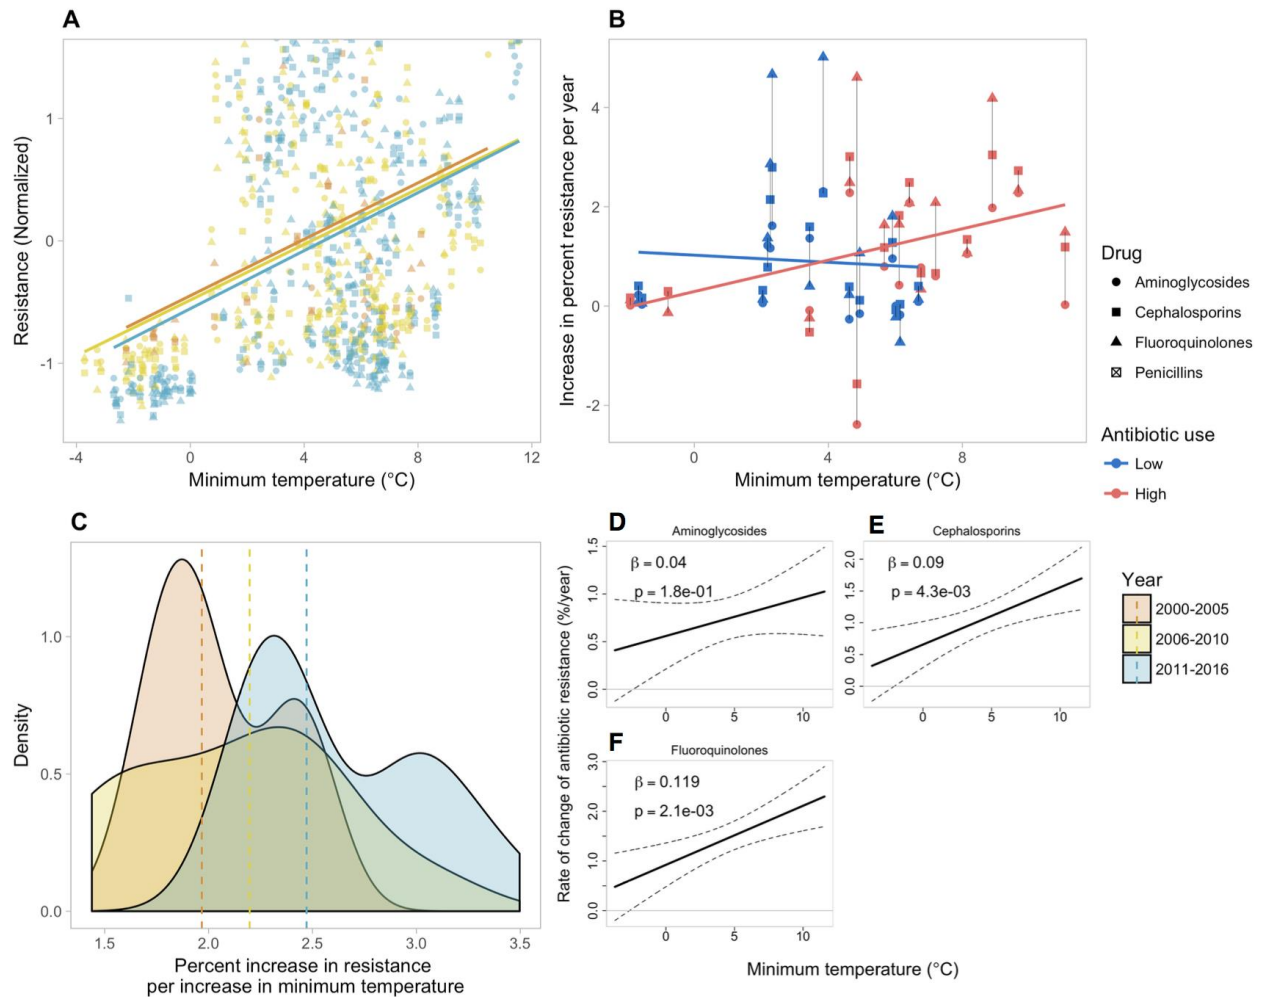 A
Resistance (Normalized)
1
0
-1
-4
0
4
8
12
Minimum temperature (°C)
B
Increase in percent resistance per year
4
2
0
-2
0
4
8
Minimum temperature (°C)
Drug
Aminoglycosides
Cephalosporins
Fluoroquinolones
Penicillins
Antibiotic use
Low
High
C
Density
1.0
0.5
0.0
1.5
2.0
2.5
3.0
3.5
Percent increase in resistance
per increase in minimum temperature
D
Aminoglycosides
β = 0.04
p = 1.8e-01
1.5
1.0
0.5
0.0
0
5
10
E
Cephalosporins
β = 0.09
p = 4.3e-03
2.0
1.5
1.0
0.5
0.0
0
5
10
F
Fluoroquinolones
β = 0.119
p = 2.1e-03
3.0
2.0
1.0
0.0
0
5
10
Rate of change of antibiotic resistance (%/year)
Minimum temperature (°C)
Year
2000-2005
2006-2010
2011-2016